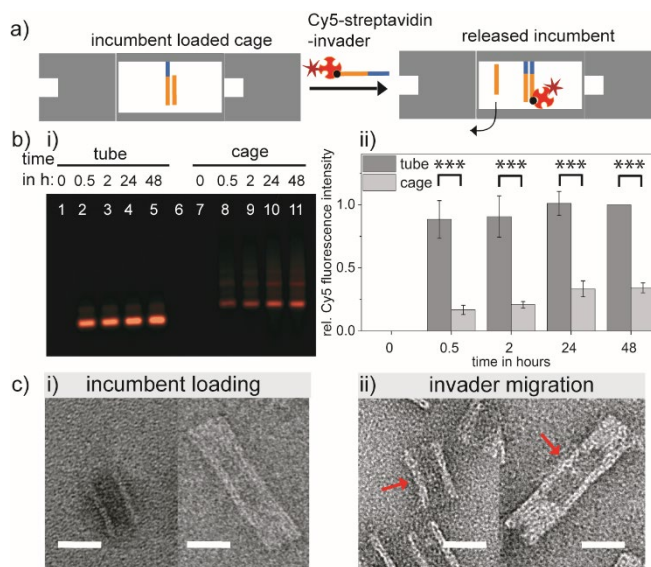 a)
incumbent loaded cage
Cy5-streptavidin
-invader
released incumbent
b) i)
time tube cage
in h: 0 0.5 2 24 48 0 0.5 2 24 48
1 2 3 4 5 6 7 8 9 10 11
ii)
tube
cage
*** *** *** ***
rel. Cy5 fluorescence intensity
1.0
0.5
0.0
0 0.5 2 24 48
time in hours
c) i) incumbent loading
ii) invader migration